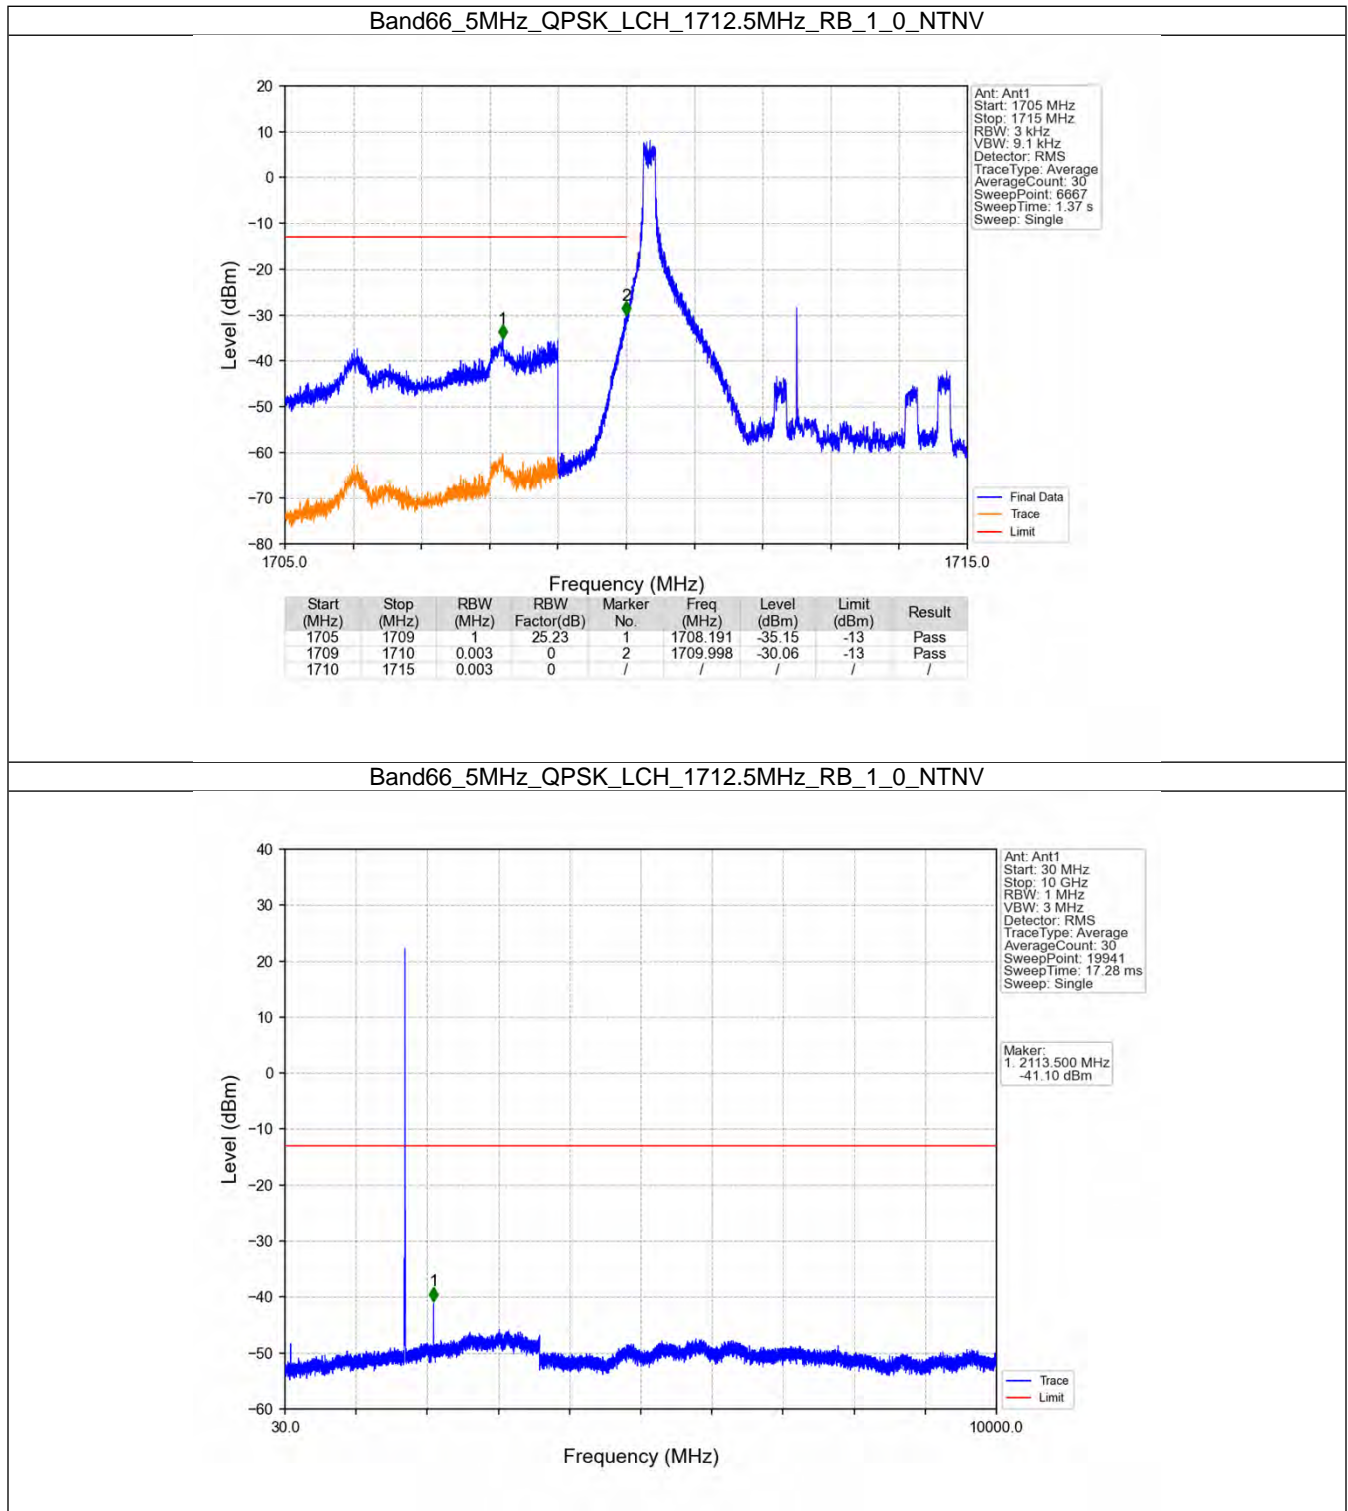 Band66_5MHz_QPSK_LCH_1712.5MHz_RB_1_0_NTNV
20
10
0
−10
−20
−30
−40
−50
−60
−70
−80
Level (dBm)
1
2
1705.0
1715.0
Frequency (MHz)
Ant: Ant1
Start: 1705 MHz
Stop: 1715 MHz
RBW: 3 kHz
VBW: 9.1 kHz
Detector: RMS
TraceType: Average
AverageCount: 30
SweepPoint: 6667
SweepTime: 1.37 s
Sweep: Single
Final Data
Trace
Limit
Start (MHz) Stop (MHz) RBW (MHz) RBW Factor(dB) Marker No. Freq (MHz) Level (dBm) Limit (dBm) Result
1705 1709 1 25.23 1 1708.191 -35.15 -13 Pass
1709 1710 0.003 0 2 1709.998 -30.06 -13 Pass
1710 1715 0.003 0 / / / / /
Band66_5MHz_QPSK_LCH_1712.5MHz_RB_1_0_NTNV
40
30
20
10
0
−10
−20
−30
−40
−50
−60
Level (dBm)
1
30.0
10000.0
Frequency (MHz)
Ant: Ant1
Start: 30 MHz
Stop: 10 GHz
RBW: 1 MHz
VBW: 3 MHz
Detector: RMS
TraceType: Average
AverageCount: 30
SweepPoint: 19941
SweepTime: 17.28 ms
Sweep: Single
Maker:
1. 2113.500 MHz
-41.10 dBm
Trace
Limit